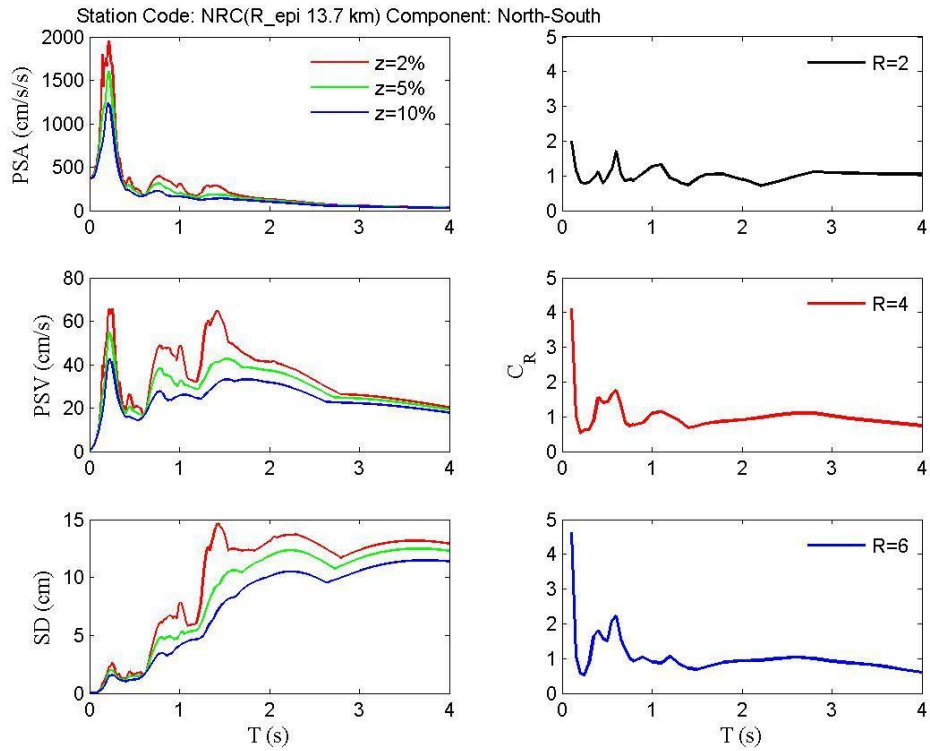 Station Code: NRC(R_epi 13.7 km) Component: North-South
PSA (cm/s/s)
2000
1500
1000
500
0
0 1 2 3 4
z=2%
z=5%
z=10%
5
4
3
2
1
0
0 1 2 3 4
R=2
PSV (cm/s)
80
60
40
20
0
0 1 2 3 4
C_R
5
4
3
2
1
0
0 1 2 3 4
R=4
SD (cm)
15
10
5
0
0 1 2 3 4
T (s)
5
4
3
2
1
0
0 1 2 3 4
T (s)
R=6